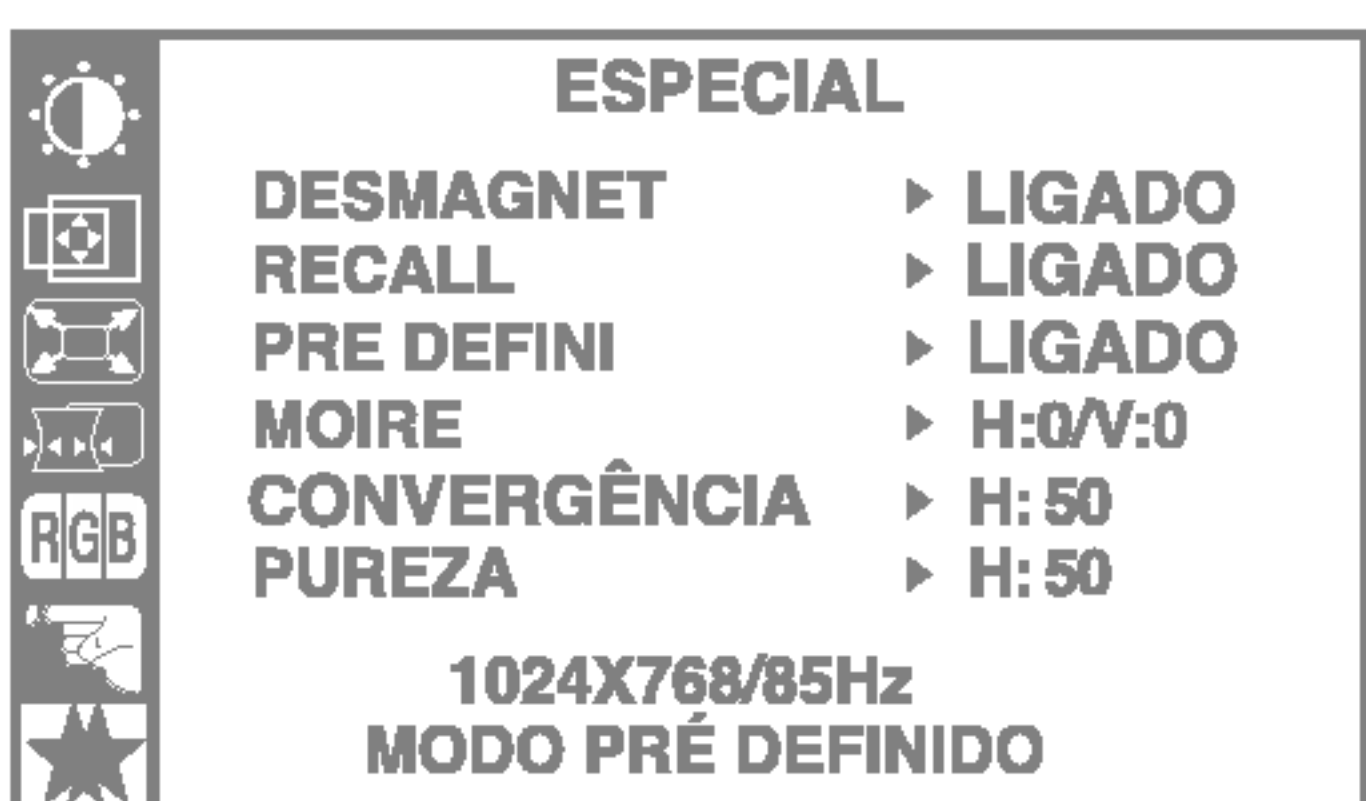 ESPECIAL
DESMAGNET ▶ LIGADO
RECALL ▶ LIGADO
PRE DEFINI ▶ LIGADO
MOIRE ▶ H:0/V:0
CONVERGÊNCIA ▶ H: 50
RGB
PUREZA ▶ H: 50
1024X768/85Hz
MODO PRÉ DEFINIDO